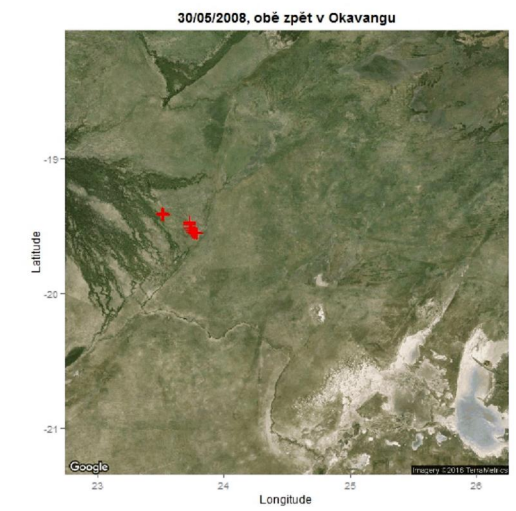 30/05/2008, obě zpět v Okavangu
Latitude
-19
-20
-21
Google
Imagery ©2016 TerraMetrics
23
24
25
26
Longitude